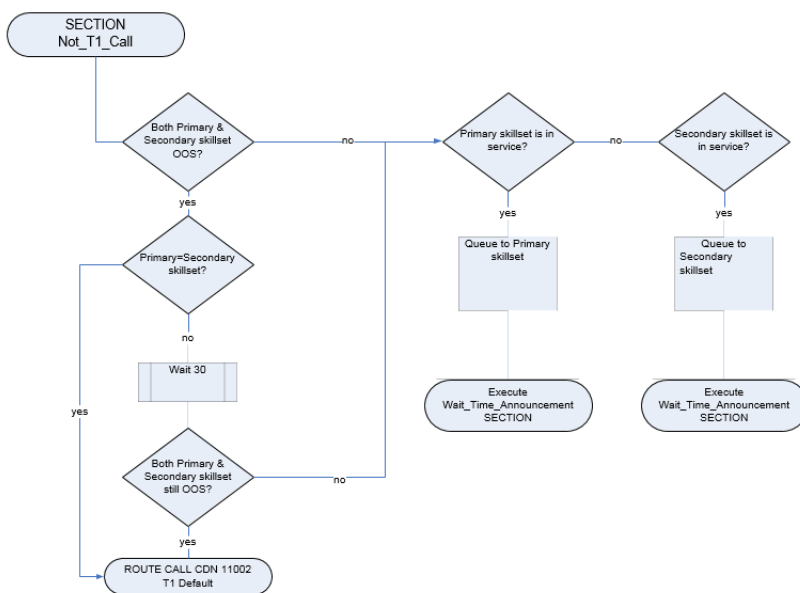 SECTION
Not_T1_Call
Both Primary &
Secondary skillset
OOS?
no
Primary skillset is in
service?
no
Secondary skillset is
in service?
yes
yes
yes
Primary=Secondary
skillset?
Queue to Primary
skillset
Queue to
Secondary
skillset
yes
no
Wait 30
Execute
Wait_Time_Announcement
SECTION
Execute
Wait_Time_Announcement
SECTION
Both Primary &
Secondary skillset
still OOS?
no
yes
ROUTE CALL CDN 11002
T1 Default